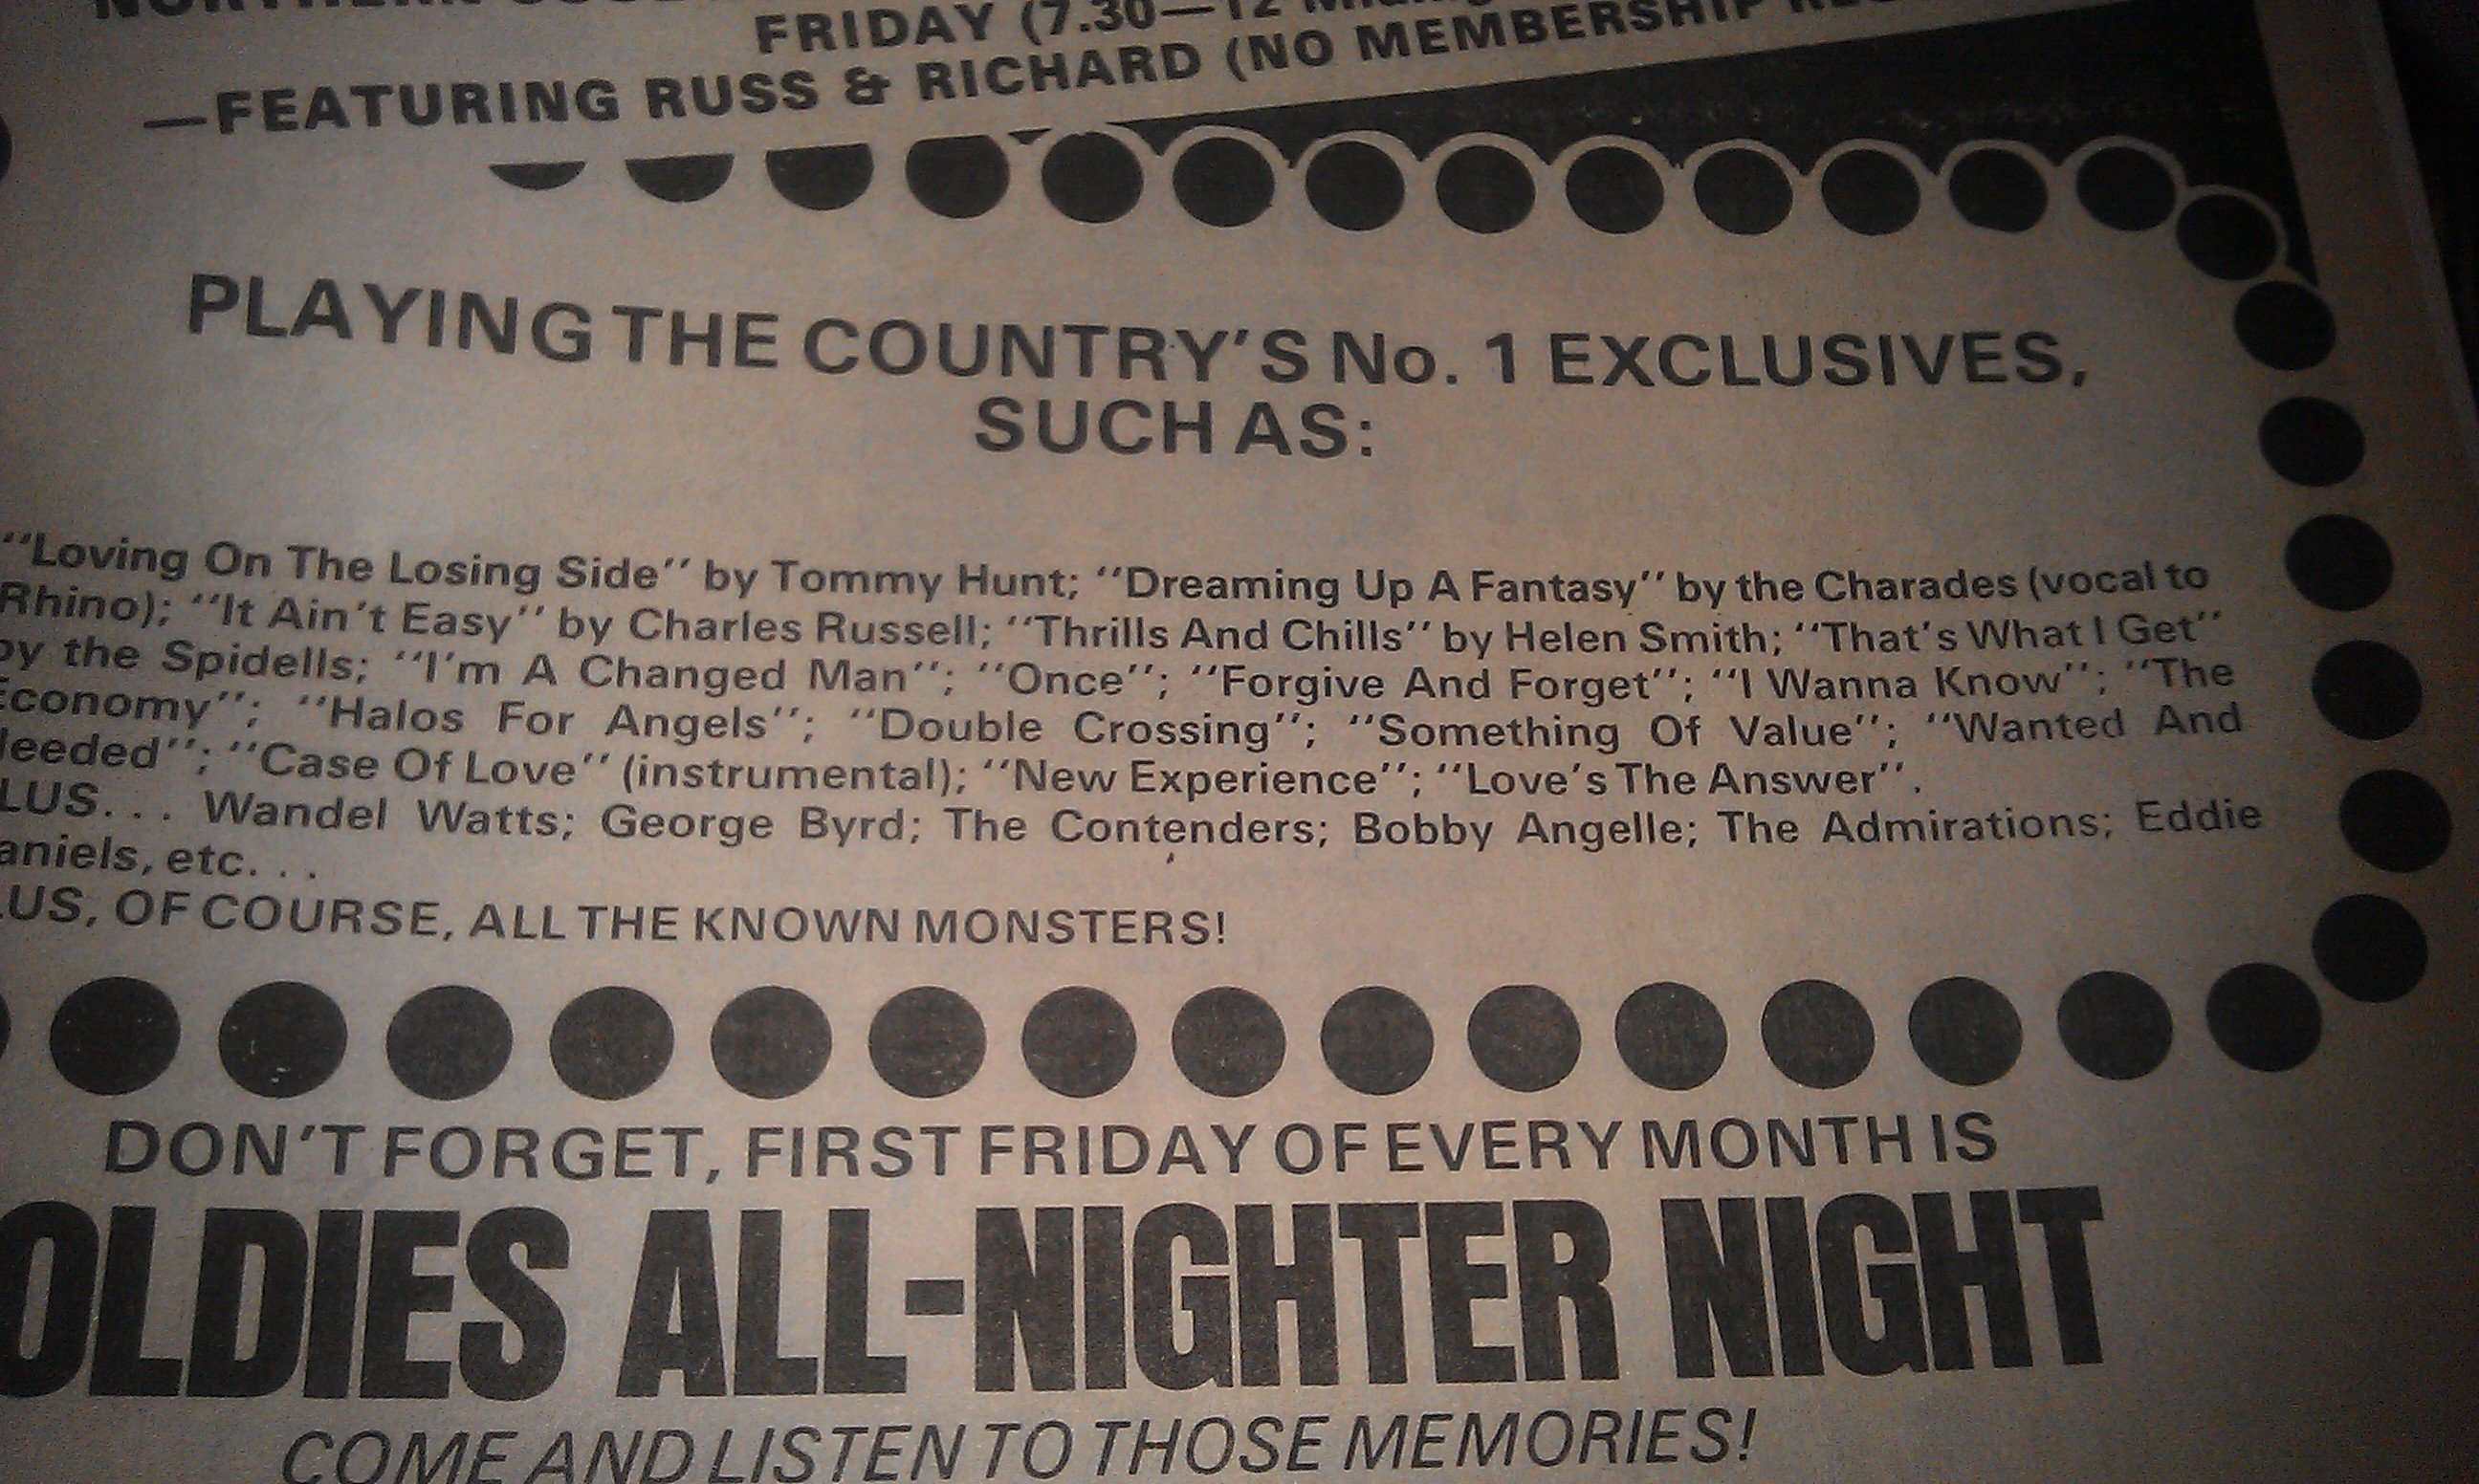 FRIDAY (7.30—12
—FEATURING RUSS & RICHARD (NO MEMBERSHIP
PLAYING THE COUNTRY'S No. 1 EXCLUSIVES,
SUCH AS:
"Loving On The Losing Side" by Tommy Hunt; "Dreaming Up A Fantasy" by the Charades (vocal to
Rhino); "It Ain't Easy" by Charles Russell; "Thrills And Chills" by Helen Smith; "That's What I Get"
by the Spidells; "I'm A Changed Man"; "Once"; "Forgive And Forget"; "I Wanna Know"; "The
Economy"; "Halos For Angels"; "Double Crossing"; "Something Of Value"; "Wanted And
eeded"; "Case Of Love" (instrumental); "New Experience"; "Love's The Answer".
LUS. . . Wandel Watts; George Byrd; The Contenders; Bobby Angelle; The Admirations; Eddie
aniels, etc. . .
LUS, OF COURSE, ALL THE KNOWN MONSTERS!
DON'T FORGET, FIRST FRIDAY OF EVERY MONTH IS
OLDIES ALL-NIGHTER NIGHT
COME AND LISTEN TO THOSE MEMORIES!